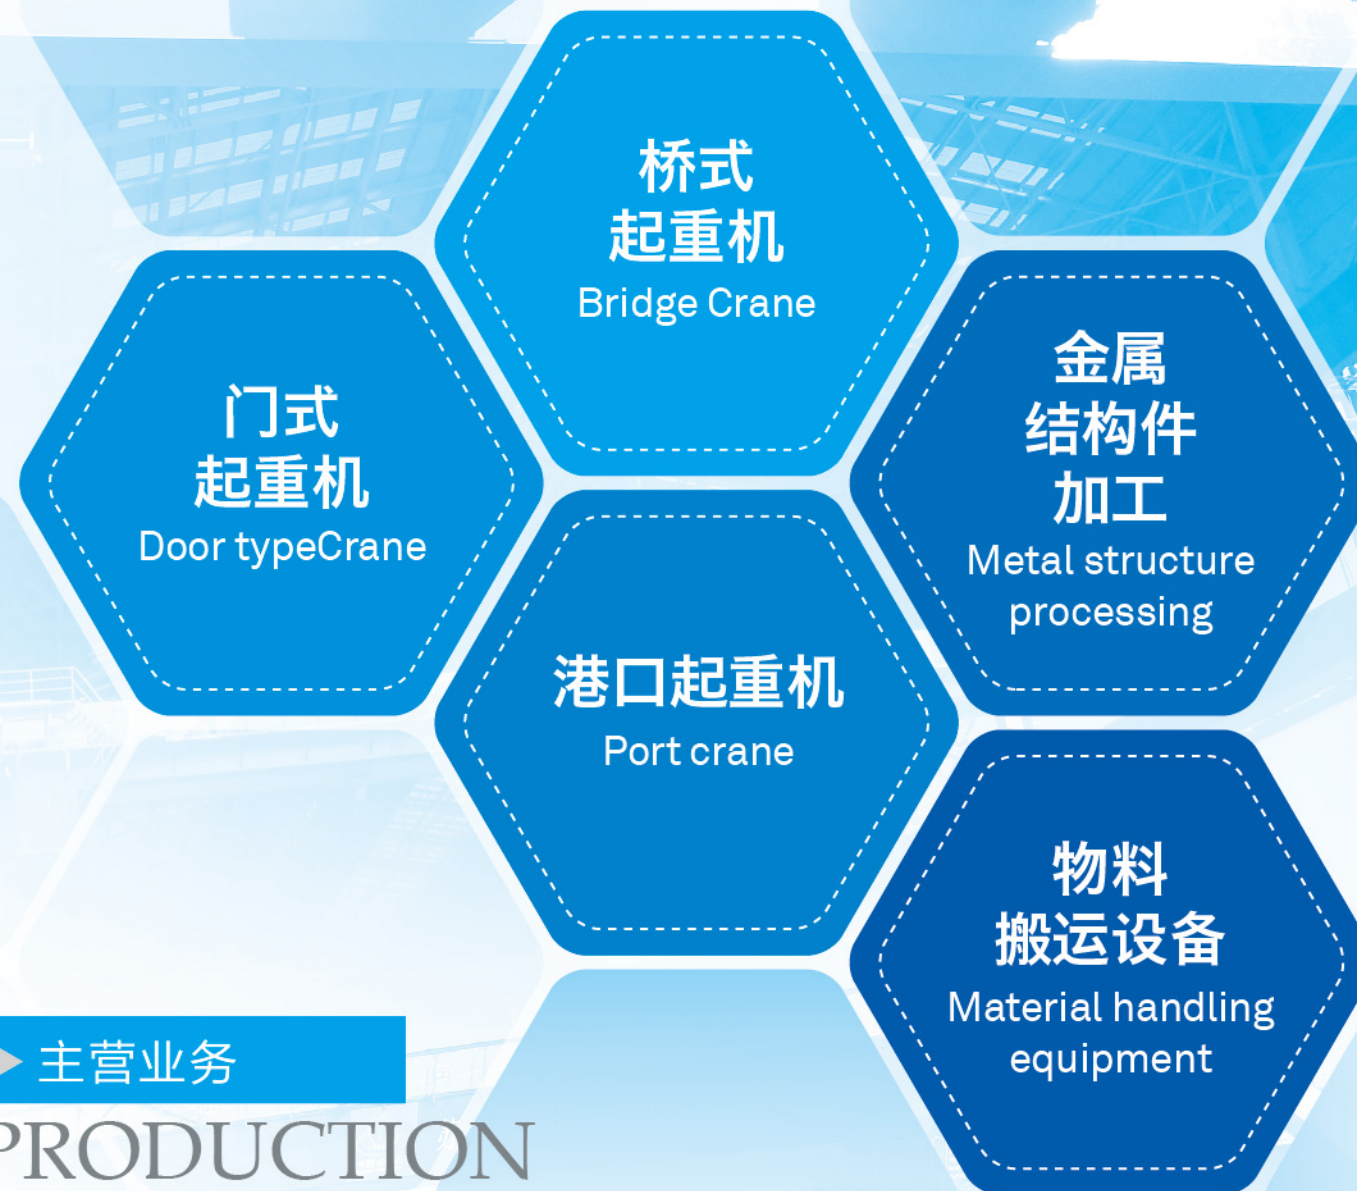 桥式
起重机
Bridge Crane
门式
起重机
Door typeCrane
金属
结构件
加工
Metal structure
processing
港口起重机
Port crane
物料
搬运设备
Material handling
equipment
主营业务
PRODUCTION